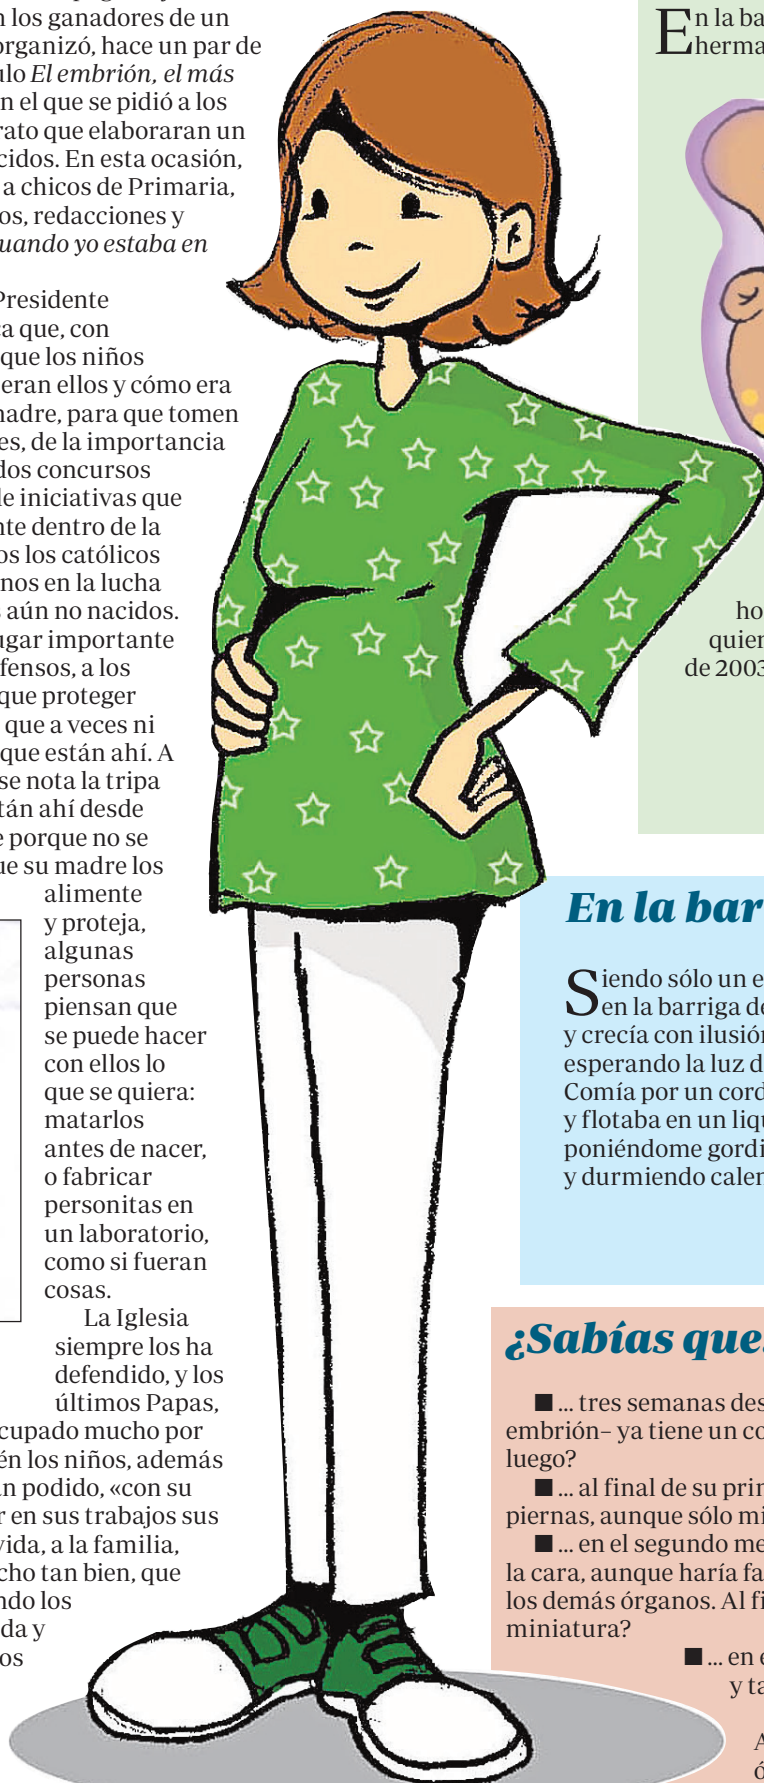 n los ganadores de un
organizó, hace un par de
ulo El embrión, el más
n el que se pidió a los
rato que elaboraran un
cidos. En esta ocasión,
a chicos de Primaria,
os, redacciones y
uando yo estaba en
Presidente
ca que, con
que los niños
eran ellos y cómo era
madre, para que tomen
es, de la importancia
dos concursos
de iniciativas que
nte dentro de la
os los católicos
nos en la lucha
s aún no nacidos.
ugar importante
fensos, a los
que proteger
que a veces ni
que están ahí. A
se nota la tripa
tán ahí desde
e porque no se
ue su madre los
alimente
y proteja,
algunas
personas
piensan que
se puede hacer
con ellos lo
que se quiera:
matarlos
antes de nacer,
o fabricar
personitas en
un laboratorio,
como si fueran
cosas.
La Iglesia
siempre los ha
defendido, y los
últimos Papas,
cupado mucho por
én los niños, además
an podido, «con su
r en sus trabajos sus
vida, a la familia,
cho tan bien, que
ndo los
da y
os
En la ba
herma
ho
quier
de 2003
En la bar
Siendo sólo un e
en la barriga de
y crecía con ilusión
esperando la luz d
Comía por un cord
y flotaba en un liqu
poniéndome gordi
y durmiendo caler
¿Sabías que.
■ ... tres semanas des
embrión– ya tiene un co
luego?
■ ... al final de su prin
piernas, aunque sólo mi
■ ... en el segundo me
la cara, aunque haría fa
los demás órganos. Al fi
miniatura?
■ ... en e
y ta
A
ó